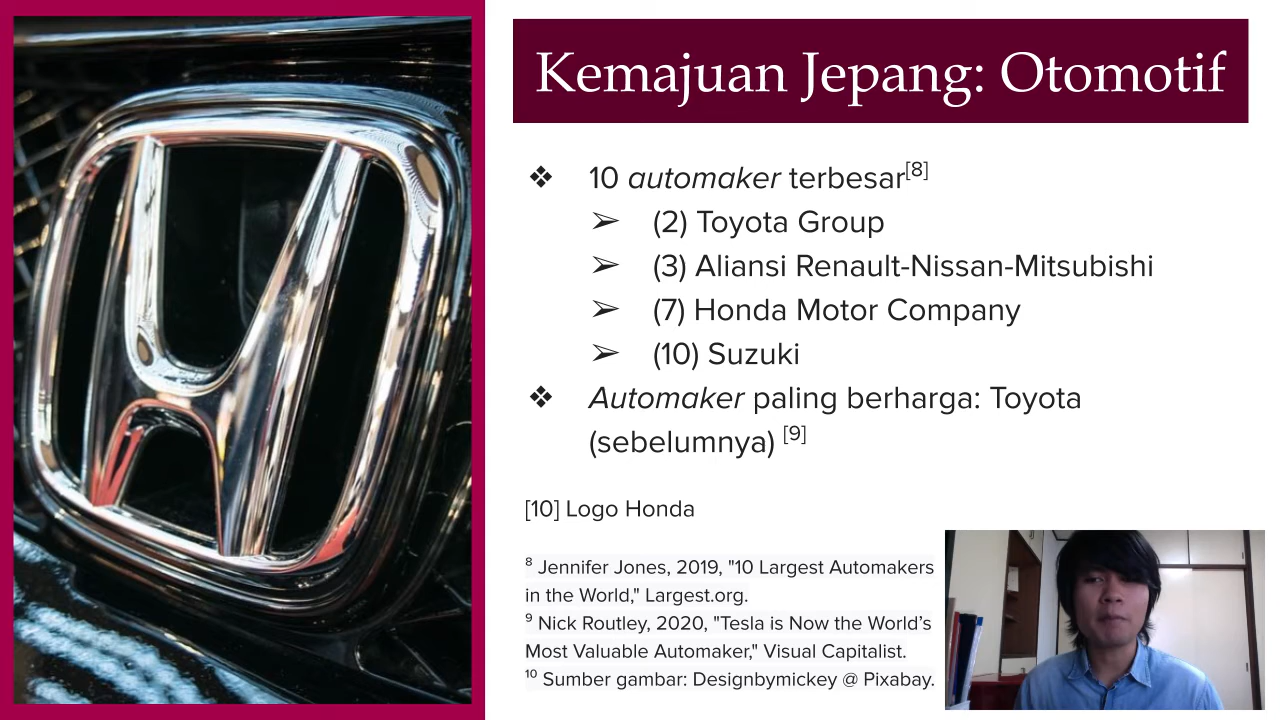 Kemajuan Jepang: Otomotif
❖ 10 automaker terbesar[8]
➢ (2) Toyota Group
➢ (3) Aliansi Renault-Nissan-Mitsubishi
➢ (7) Honda Motor Company
➢ (10) Suzuki
❖ Automaker paling berharga: Toyota
(sebelumnya) [9]
[10] Logo Honda
⁸ Jennifer Jones, 2019, "10 Largest Automakers
in the World," Largest.org.
⁹ Nick Routley, 2020, "Tesla is Now the World’s
Most Valuable Automaker," Visual Capitalist.
¹⁰ Sumber gambar: Designbymickey @ Pixabay.